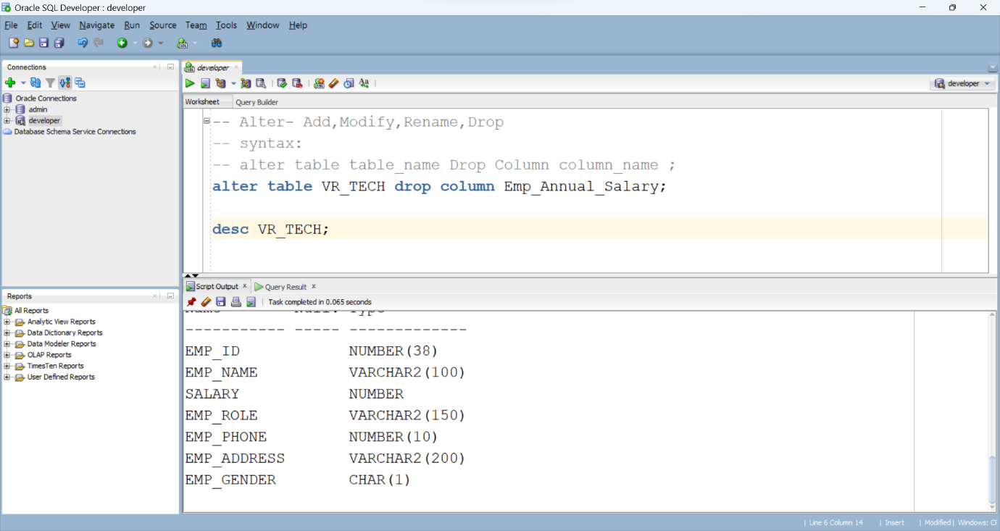 Oracle SQL Developer : developer
File Edit View Navigate Run Source Team Tools Window Help
Connections
Oracle Connections
admin
developer
Database Schema Service Connections
Reports
All Reports
Analytic View Reports
Data Dictionary Reports
Data Modeler Reports
OLAP Reports
TimesTen Reports
User Defined Reports
developer
developer
Worksheet Query Builder
-- Alter- Add,Modify,Rename,Drop
-- syntax:
-- alter table table_name Drop Column column_name ;
alter table VR_TECH drop column Emp_Annual_Salary;
desc VR_TECH;
Script Output x Query Result x
Task completed in 0.065 seconds
Name Null? Type
----------- ----- -------------
EMP_ID NUMBER(38)
EMP_NAME VARCHAR2(100)
SALARY NUMBER
EMP_ROLE VARCHAR2(150)
EMP_PHONE NUMBER(10)
EMP_ADDRESS VARCHAR2(200)
EMP_GENDER CHAR(1)
| Line 6 Column 14 | Insert | Modified | Windows: C